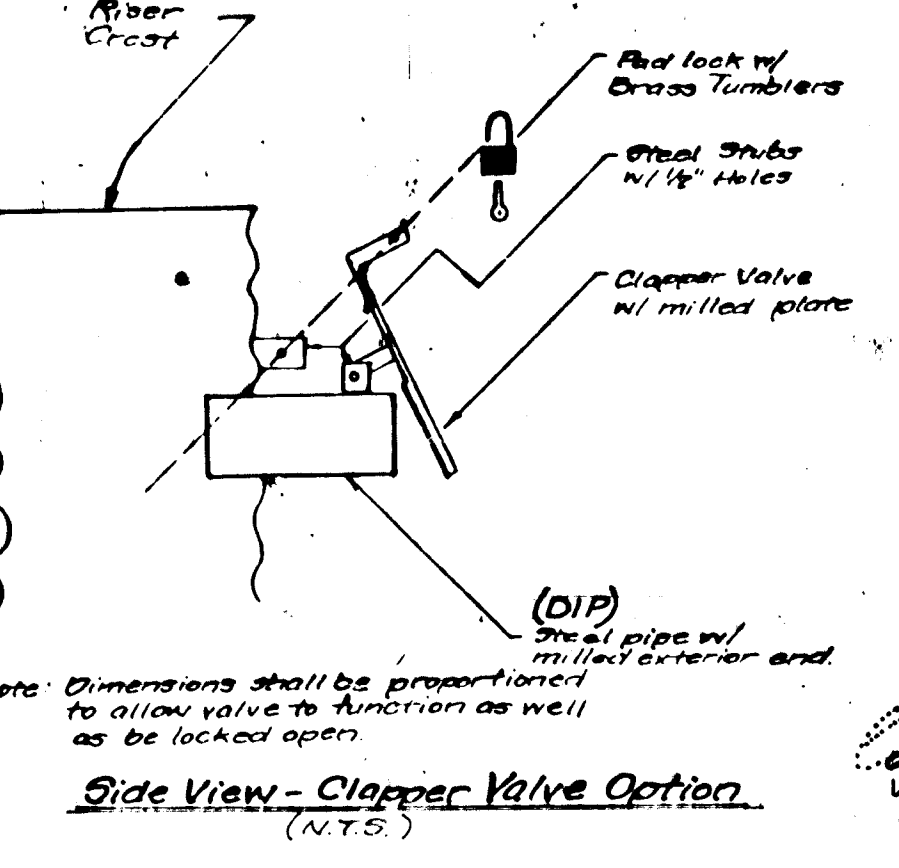 Riser
Crest
Pad lock w/
Brass Tumblers
Steel Stubs
w/ 1/2" Holes
Clapper Valve
w/ milled plate
(DIP)
Steel pipe w/
milled exterior end.
ote: Dimensions shall be proportioned
to allow valve to function as well
as be locked open.
Side View - Clapper Valve Option
(N.T.S.)